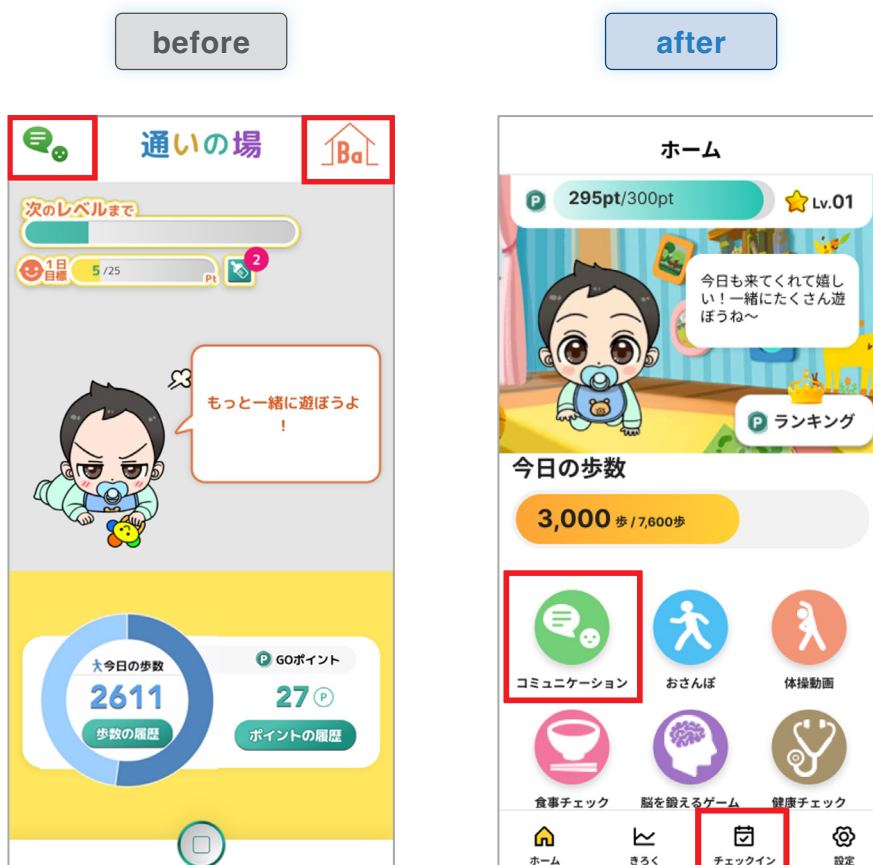 before
after
通いの場
Ba
次のレベルまで
1日
目標
5 /25
Pt
2
もっと一緒に遊ぼうよ
！
今日の歩数
2611
歩数の履歴
P GOポイント
27 P
ポイントの履歴
ホーム
P 295pt/300pt
Lv.01
今日も来てくれて嬉し
い！一緒にたくさん遊
ぼうね～
P ランキング
今日の歩数
3,000 歩 / 7,600歩
コミュニケーション
おさんぽ
体操動画
食事チェック
脳を鍛えるゲーム
健康チェック
ホーム
きろく
チェックイン
設定